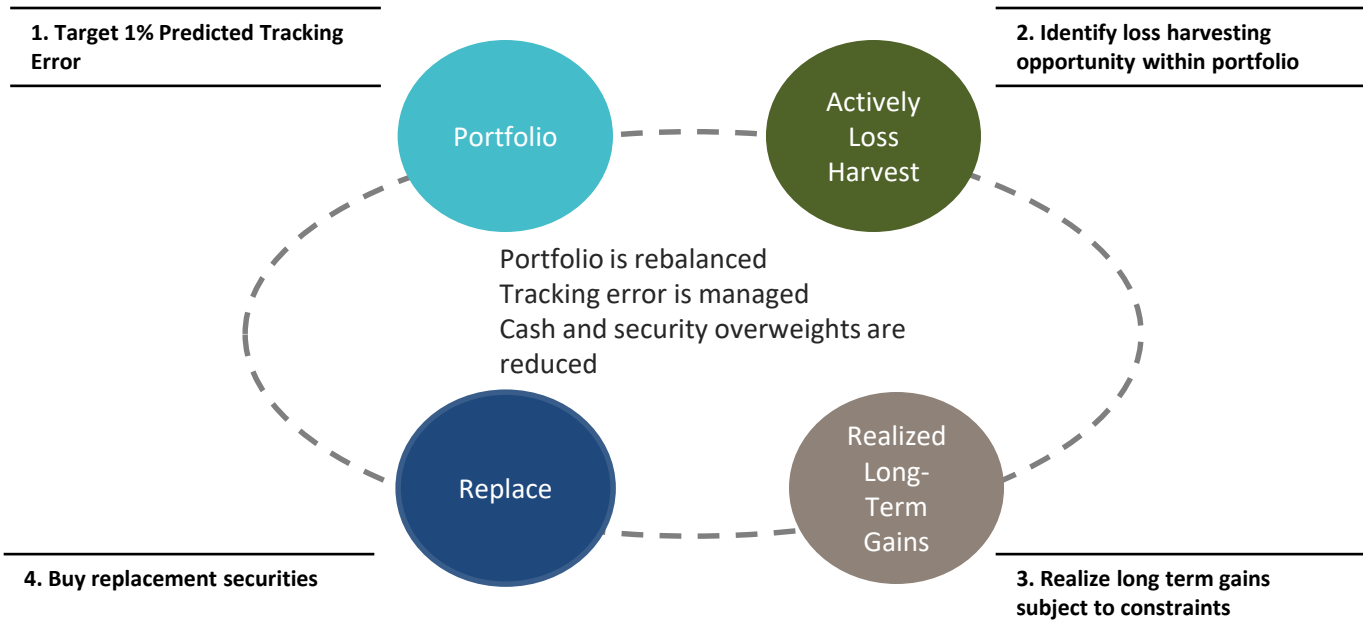 1. Target 1% Predicted Tracking
Error
2. Identify loss harvesting
opportunity within portfolio
Portfolio
Actively
Loss
Harvest
Portfolio is rebalanced
Tracking error is managed
Cash and security overweights are
reduced
Replace
Realized
Long-
Term
Gains
4. Buy replacement securities
3. Realize long term gains
subject to constraints